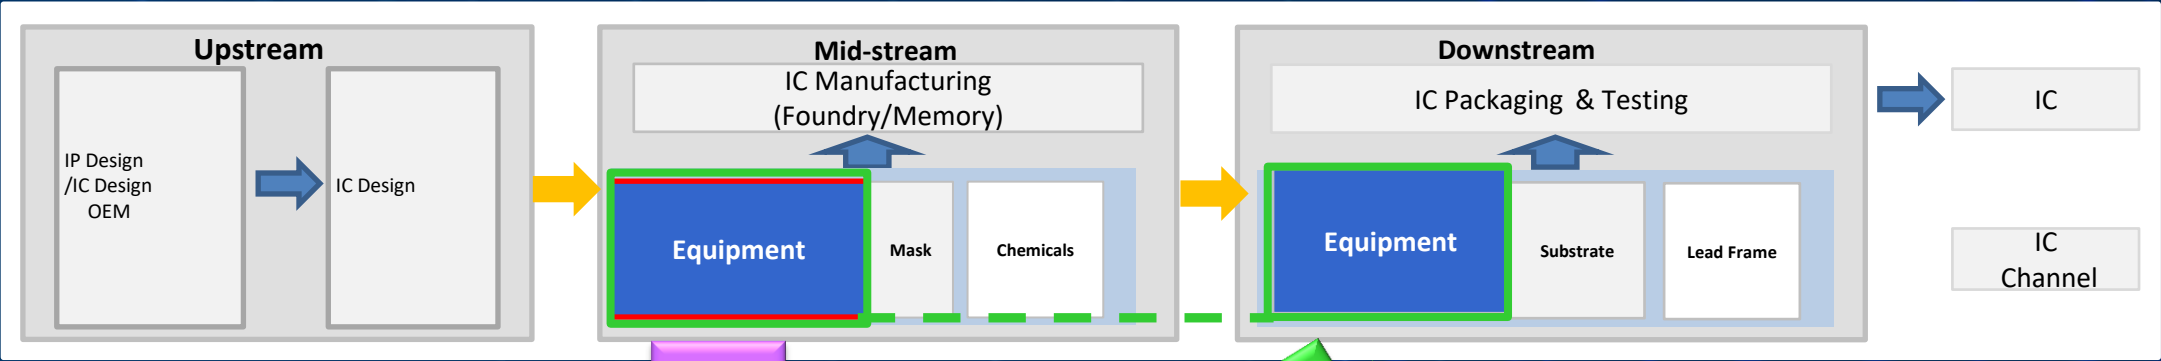 Upstream
IP Design
/IC Design
OEM
IC Design
Mid-stream
IC Manufacturing
(Foundry/Memory)
Equipment
Mask
Chemicals
Downstream
IC Packaging & Testing
Equipment
Substrate
Lead Frame
IC
IC
Channel